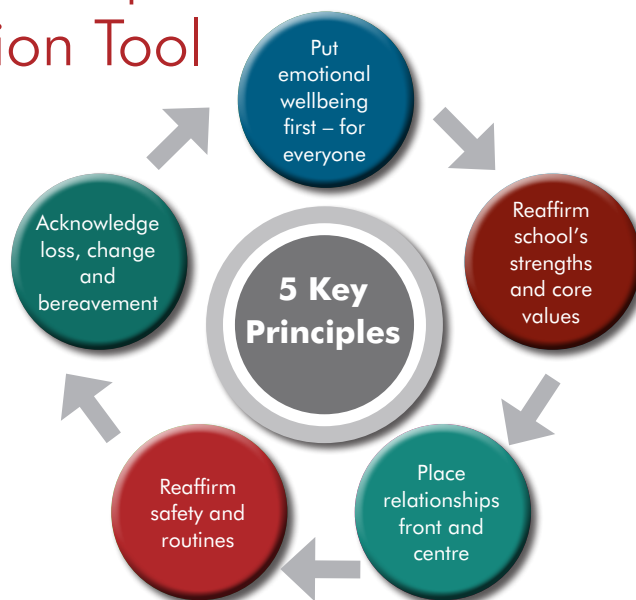 ion Tool
Put
emotional
wellbeing
first – for
everyone
Reaffirm
school's
strengths
and core
values
Place
relationships
front and
centre
Reaffirm
safety and
routines
Acknowledge
loss, change
and
bereavement
5 Key
Principles